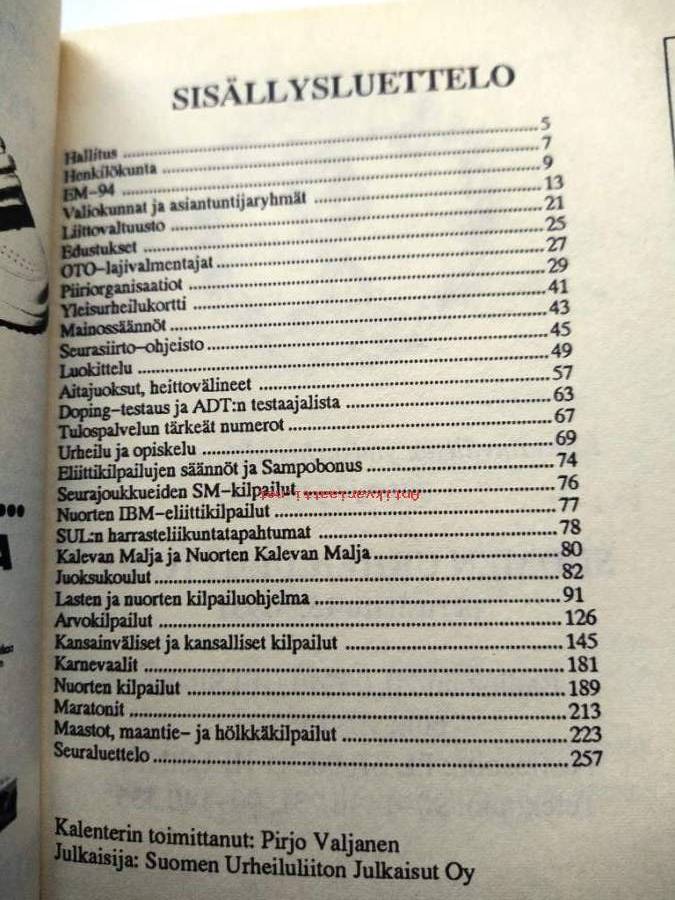 SISÄLLYSLUETTELO
Hallitus ........ 5
Henkilökunta ........ 7
EM-94 ........ 9
Valiokunnat ja asiantuntijaryhmät ........ 13
Liittovaltuusto ........ 21
Edustukset ........ 25
OTO-lajivalmentajat ........ 27
Piiriorganisaatiot ........ 29
Yleisurheilukortti ........ 41
Mainossäännöt ........ 43
Seurasiirto-ohjeisto ........ 45
Luokittelu ........ 49
Aitajuoksut, heittovälineet ........ 57
Doping-testaus ja ADT:n testaajalista ........ 63
Tulospalvelun tärkeät numerot ........ 67
Urheilu ja opiskelu ........ 69
Eliittikilpailujen säännöt ja Sampobonus ........ 74
Seurajoukkueiden SM-kilpailut ........ 76
Nuorten IBM-eliittikilpailut ........ 77
SUL:n harrasteliikuntatapahtumat ........ 78
Kalevan Malja ja Nuorten Kalevan Malja ........ 80
Juoksukoulut ........ 82
Lasten ja nuorten kilpailuohjelma ........ 91
Arvokilpailut ........ 126
Kansainväliset ja kansalliset kilpailut ........ 145
Karnevaalit ........ 181
Nuorten kilpailut ........ 189
Maratonit ........ 213
Maastot, maantie- ja hölkkäkilpailut ........ 223
Seuraluettelo ........ 257
Kalenterin toimittanut: Pirjo Valjanen
Julkaisija: Suomen Urheiluliiton Julkaisut Oy